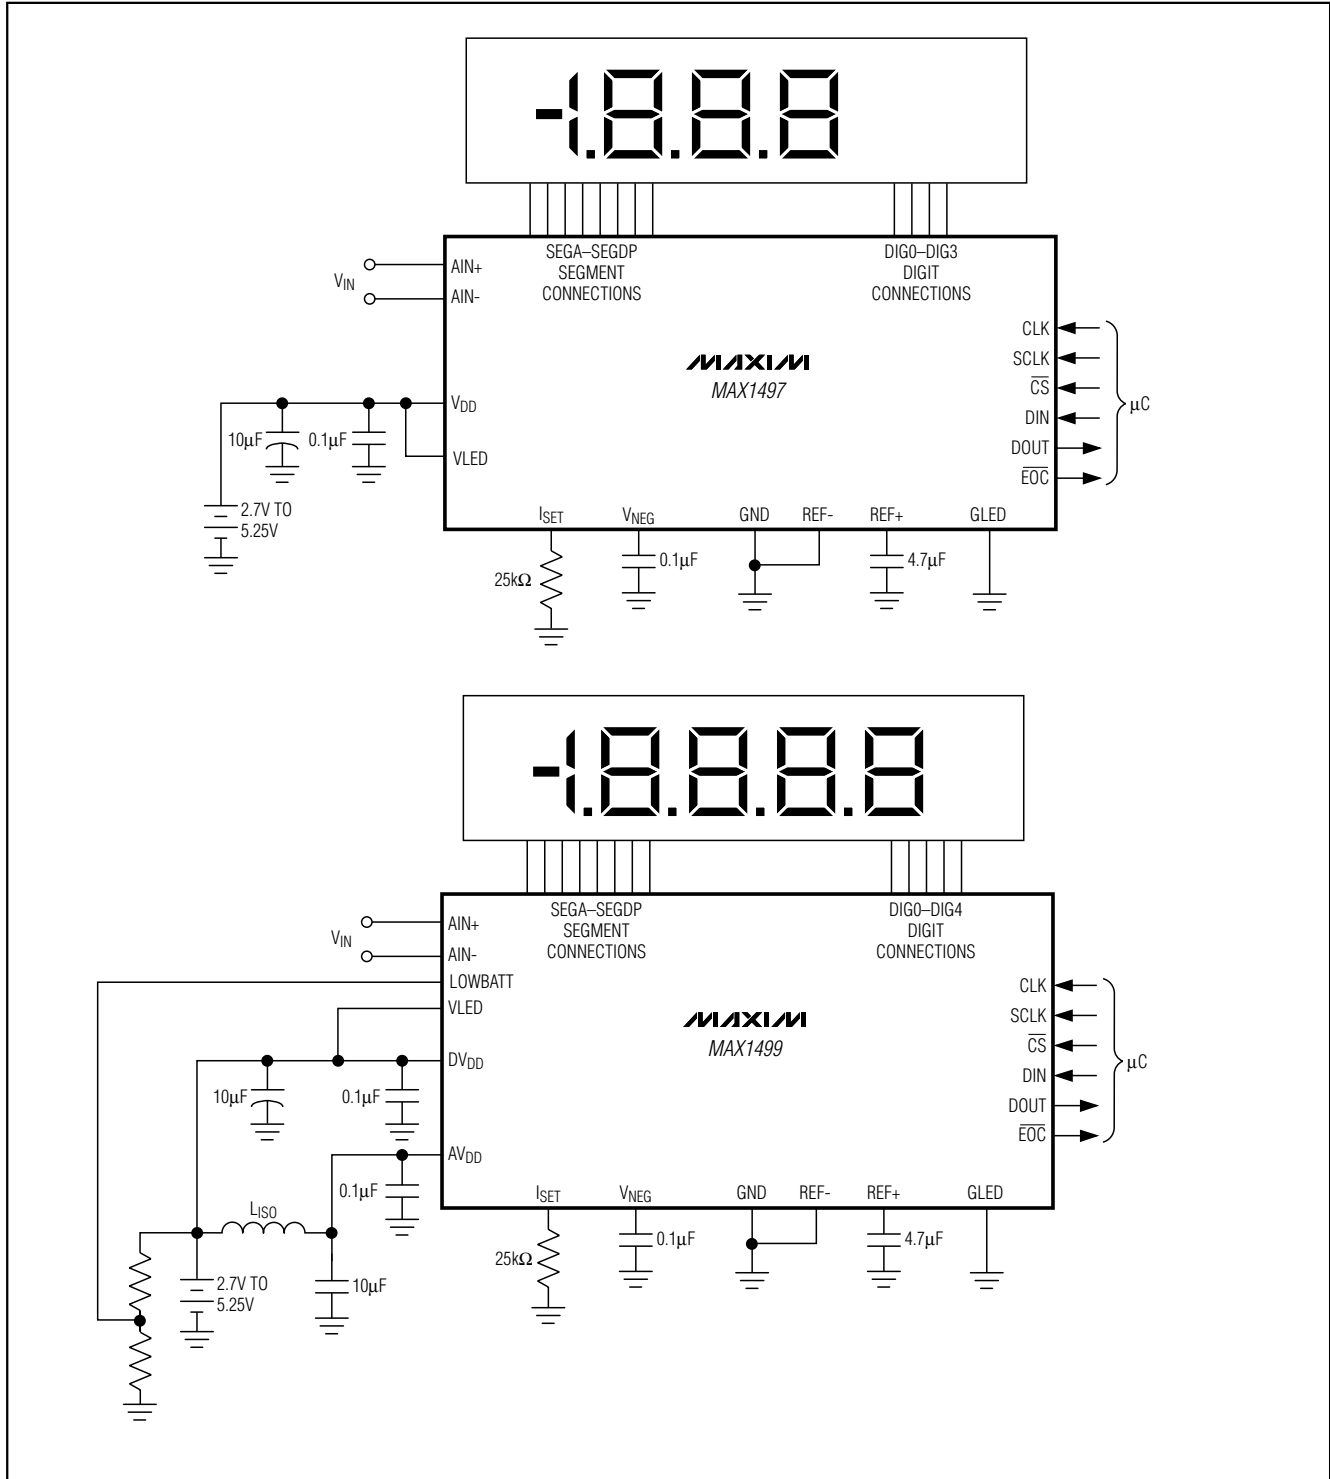 -1.8.8.8
SEGA–SEGDP
SEGMENT
CONNECTIONS
DIG0–DIG3
DIGIT
CONNECTIONS
VIN
AIN+
AIN-
MAXIM
MAX1497
VDD
VLED
10µF
0.1µF
2.7V TO
5.25V
CLK
SCLK
CS
DIN
DOUT
EOC
µC
ISET
VNEG
GND
REF-
REF+
GLED
25kΩ
0.1µF
4.7µF
-1.8.8.8.8
SEGA–SEGDP
SEGMENT
CONNECTIONS
DIG0–DIG4
DIGIT
CONNECTIONS
VIN
AIN+
AIN-
LOWBATT
VLED
MAXIM
MAX1499
DVDD
10µF
0.1µF
AVDD
0.1µF
LISO
2.7V TO
5.25V
10µF
CLK
SCLK
CS
DIN
DOUT
EOC
µC
ISET
VNEG
GND
REF-
REF+
GLED
25kΩ
0.1µF
4.7µF